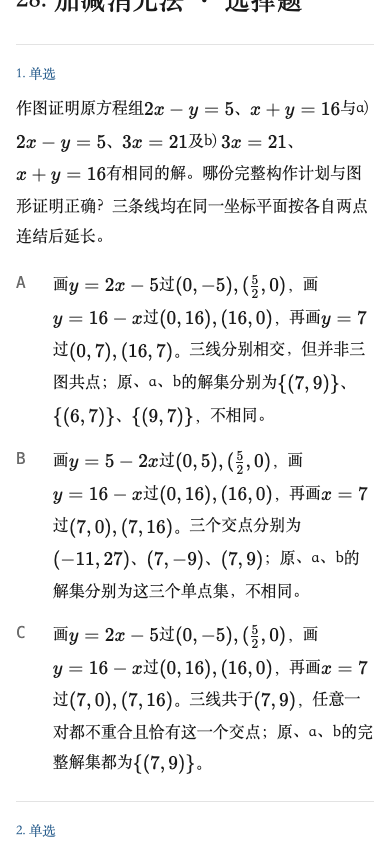 28. 加减消元法 · 选择题
1. 单选
作图证明原方程组2x − y = 5、x + y = 16与a)
2x − y = 5、3x = 21及b) 3x = 21、
x + y = 16有相同的解。哪份完整构作计划与图
形证明正确？三条线均在同一坐标平面按各自两点
连结后延长。
A 画y = 2x − 5过(0, −5), (5/2, 0)，画
y = 16 − x过(0, 16), (16, 0)，再画y = 7
过(0, 7), (16, 7)。三线分别相交，但并非三
图共点；原、a、b的解集分别为{(7, 9)}、
{(6, 7)}、{(9, 7)}，不相同。
B 画y = 5 − 2x过(0, 5), (5/2, 0)，画
y = 16 − x过(0, 16), (16, 0)，再画x = 7
过(7, 0), (7, 16)。三个交点分别为
(−11, 27)、(7, −9)、(7, 9)；原、a、b的
解集分别为这三个单点集，不相同。
C 画y = 2x − 5过(0, −5), (5/2, 0)，画
y = 16 − x过(0, 16), (16, 0)，再画x = 7
过(7, 0), (7, 16)。三线共于(7, 9)，任意一
对都不重合且恰有这一个交点；原、a、b的完
整解集都为{(7, 9)}。
2. 单选